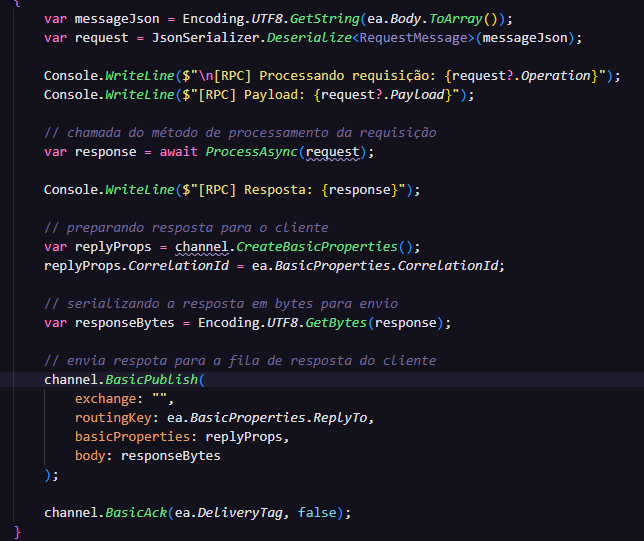 {
var messageJson = Encoding.UTF8.GetString(ea.Body.ToArray());
var request = JsonSerializer.Deserialize<RequestMessage>(messageJson);
Console.WriteLine($"\n[RPC] Processando requisição: {request?.Operation}");
Console.WriteLine($"[RPC] Payload: {request?.Payload}");
// chamada do método de processamento da requisição
var response = await ProcessAsync(request);
Console.WriteLine($"[RPC] Resposta: {response}");
// preparando resposta para o cliente
var replyProps = channel.CreateBasicProperties();
replyProps.CorrelationId = ea.BasicProperties.CorrelationId;
// serializando a resposta em bytes para envio
var responseBytes = Encoding.UTF8.GetBytes(response);
// envia respota para a fila de resposta do cliente
channel.BasicPublish(
exchange: "",
routingKey: ea.BasicProperties.ReplyTo,
basicProperties: replyProps,
body: responseBytes
);
channel.BasicAck(ea.DeliveryTag, false);
}